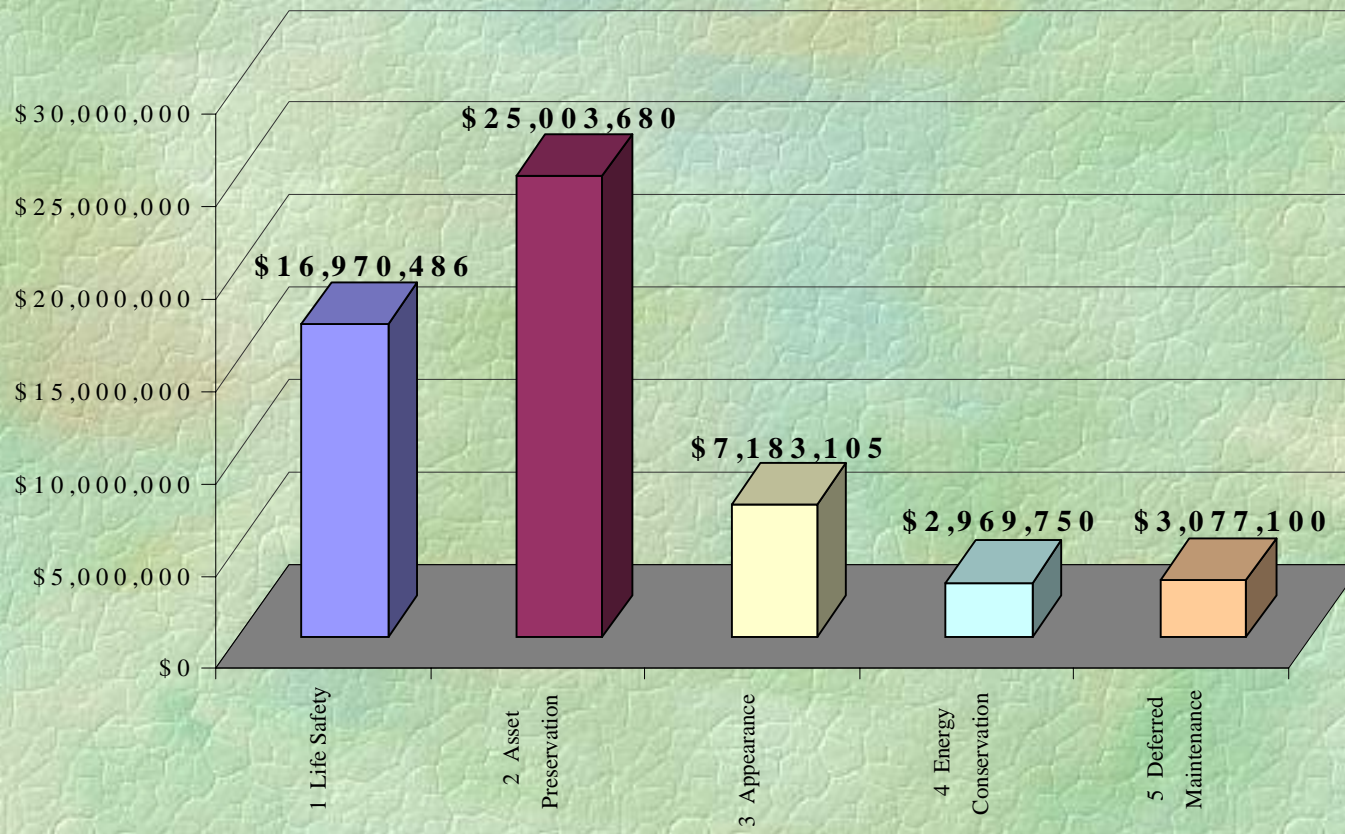 $30,000,000
$25,000,000
$20,000,000
$15,000,000
$10,000,000
$5,000,000
$0
$16,970,486
$25,003,680
$7,183,105
$2,969,750
$3,077,100
1 Life Safety
2 Asset
Preservation
3 Appearance
4 Energy
Conservation
5 Deferred
Maintenance